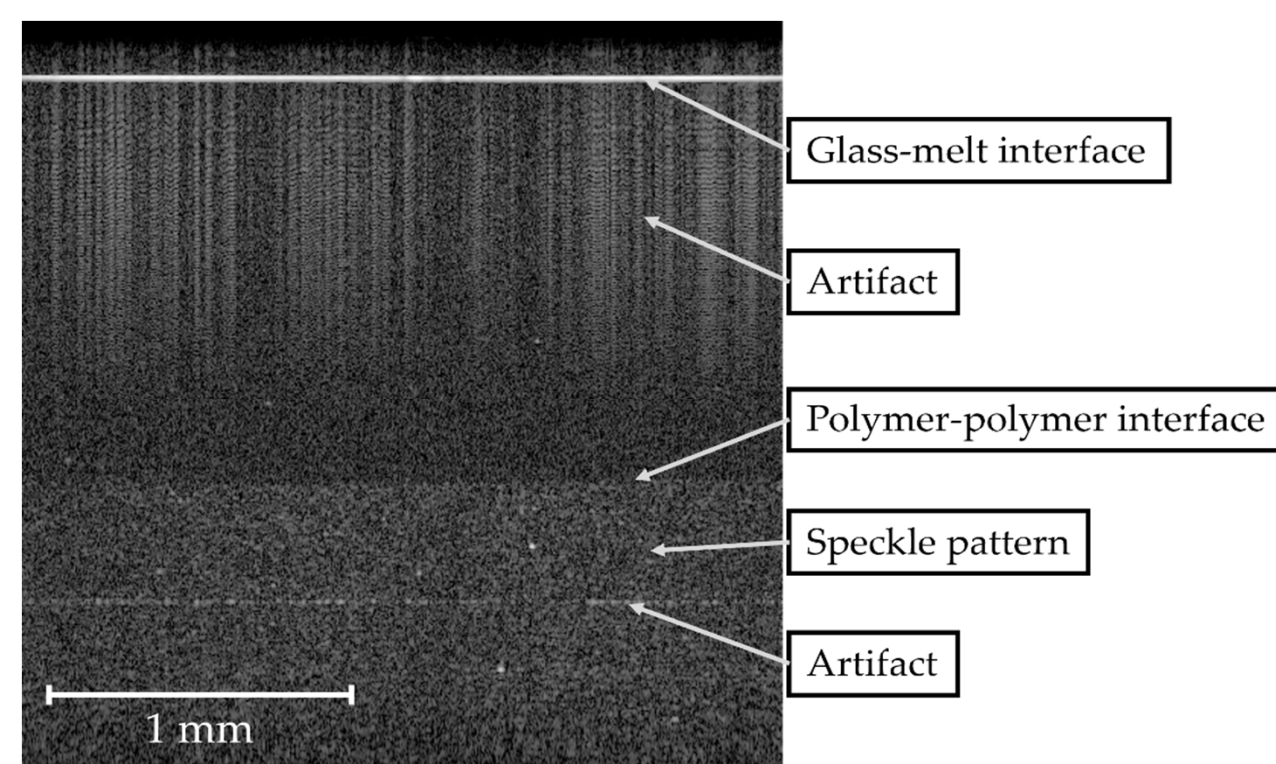 Glass-melt interface
Artifact
Polymer-polymer interface
Speckle pattern
Artifact
1 mm